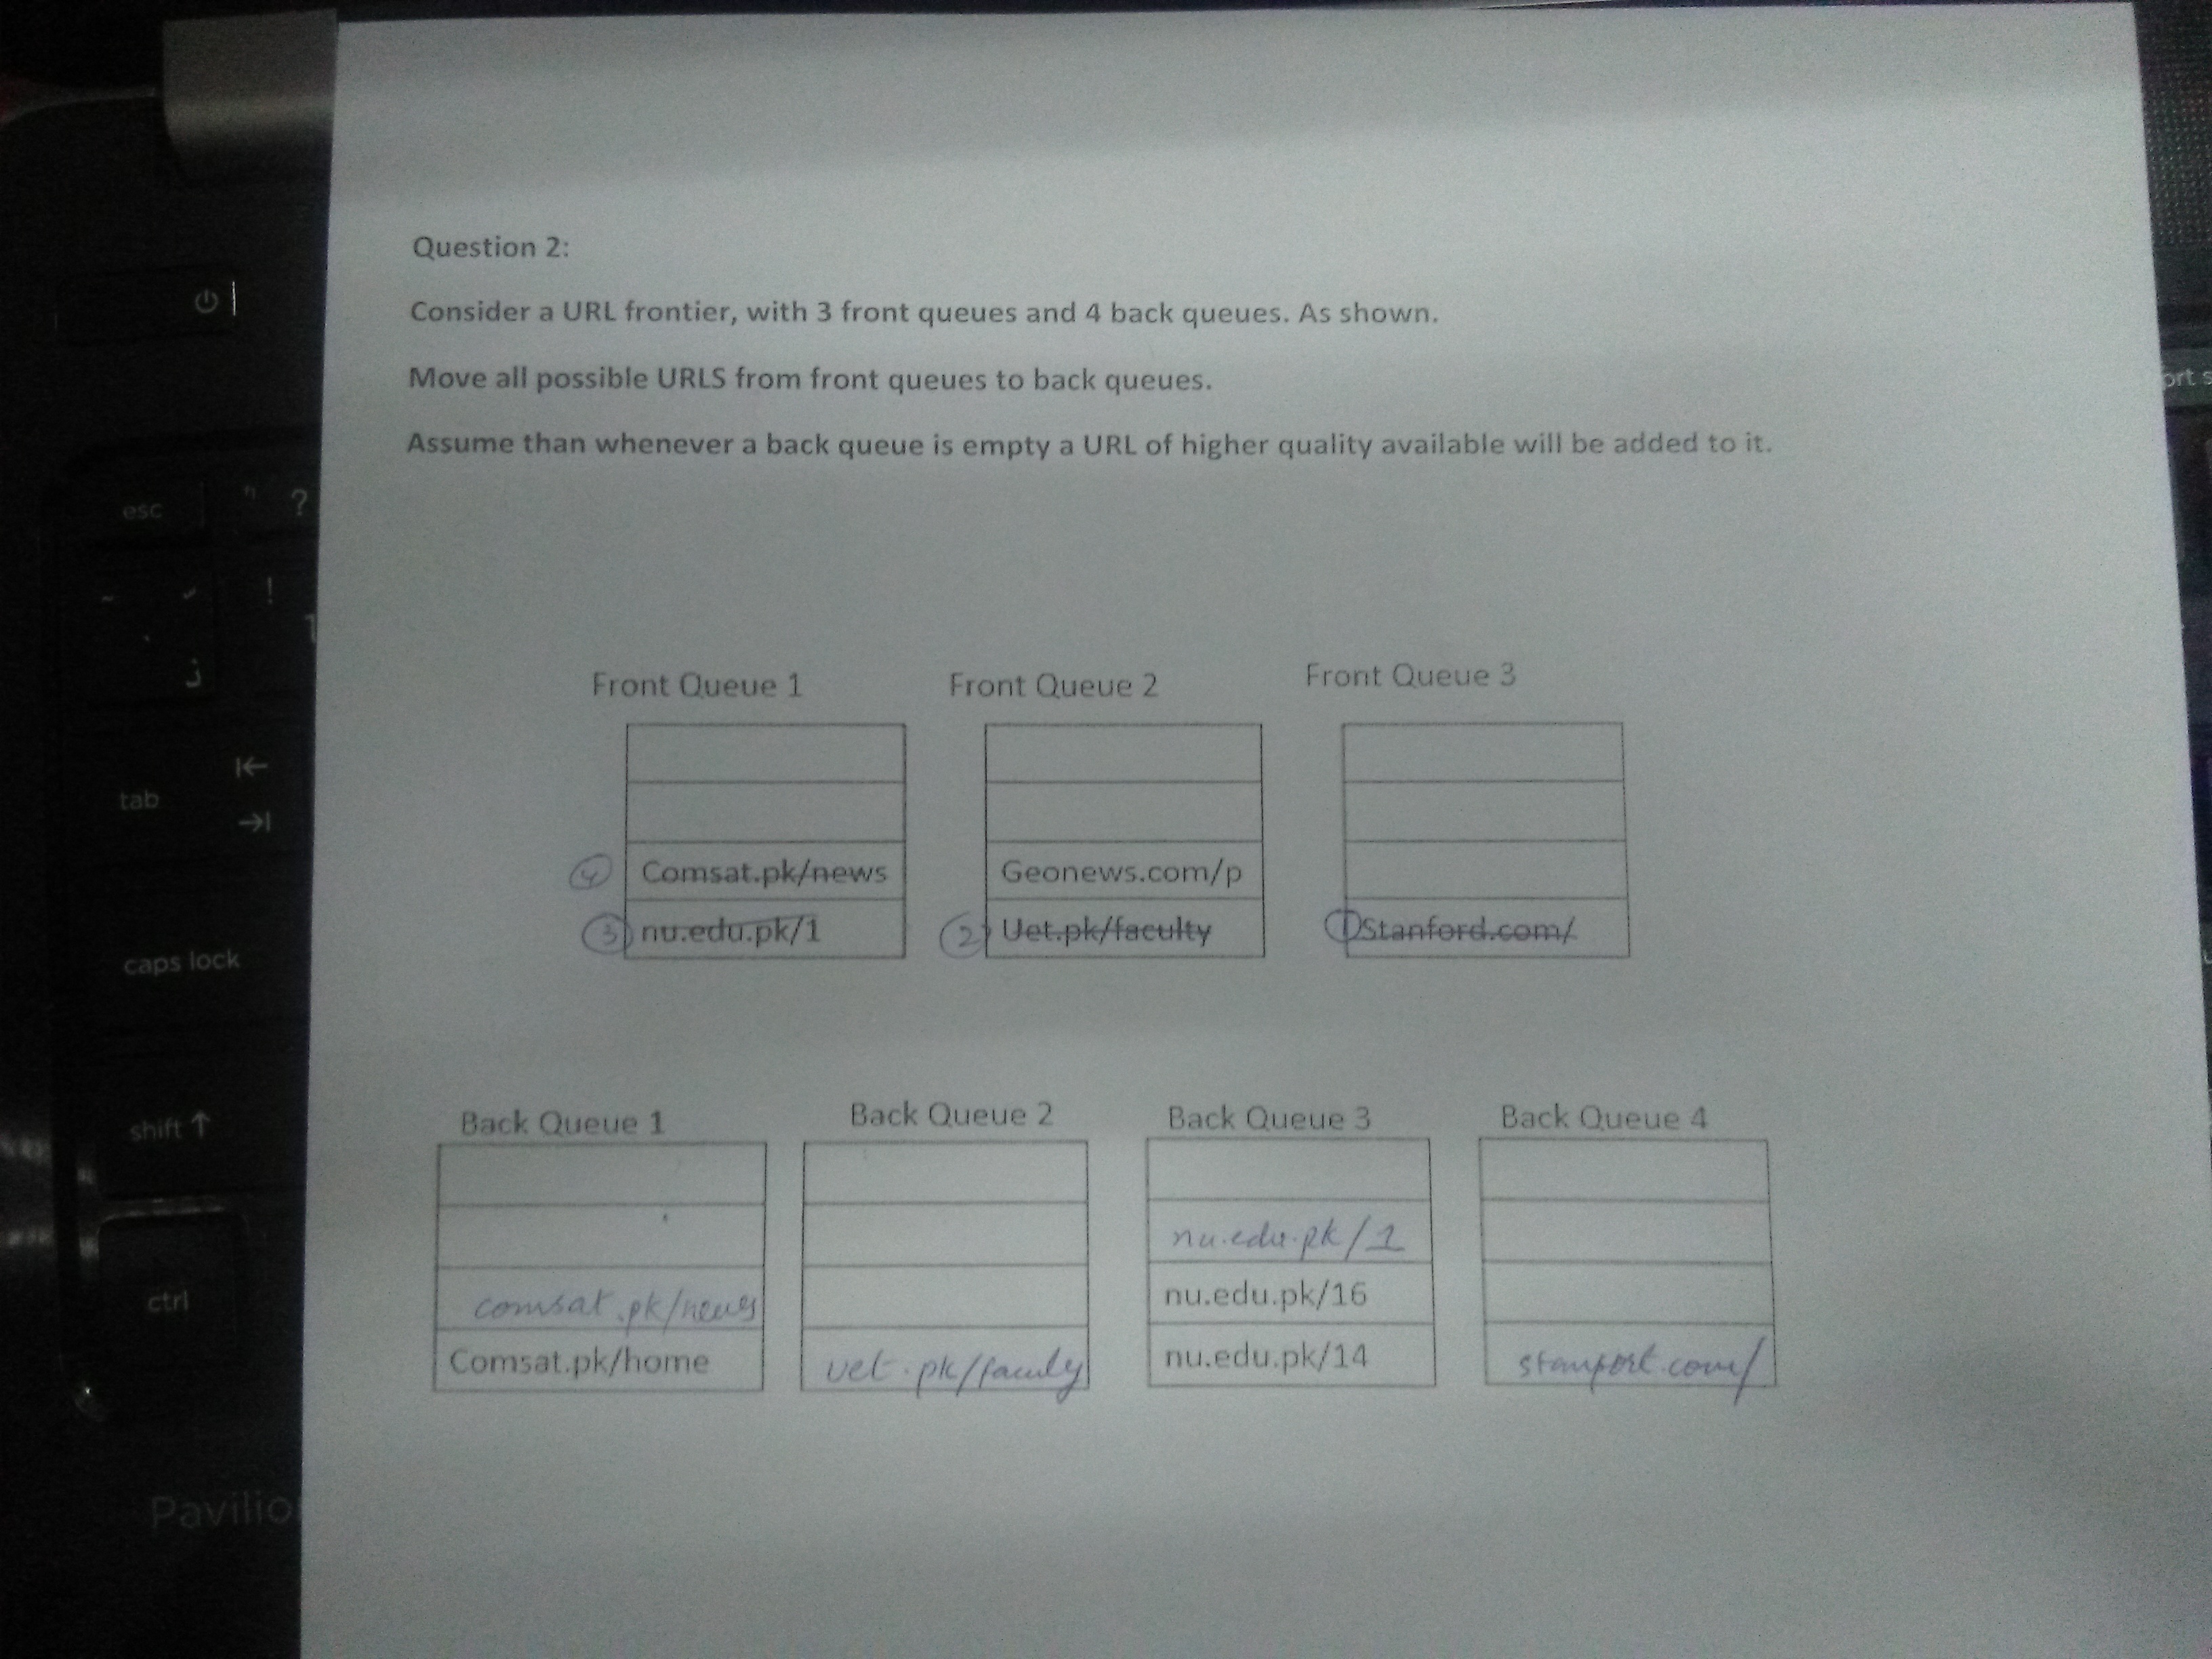 Question 2:
Consider a URL frontier, with 3 front queues and 4 back queues. As shown.
Move all possible URLS from front queues to back queues.
Assume than whenever a back queue is empty a URL of higher quality available will be added to it.
Front Queue 1 Front Queue 2 Front Queue 3
4 Comsat.pk/news Geonews.com/p
3 nu.edu.pk/1 2 Uet.pk/faculty 1 Stanford.com/
Back Queue 1 Back Queue 2 Back Queue 3 Back Queue 4
nu.edu.pk/1
comsat.pk/news nu.edu.pk/16
Comsat.pk/home uet.pk/faculy nu.edu.pk/14 stanfort.com/
esc
?
!
tab
caps lock
shift
ctrl
Pavilio
ort s